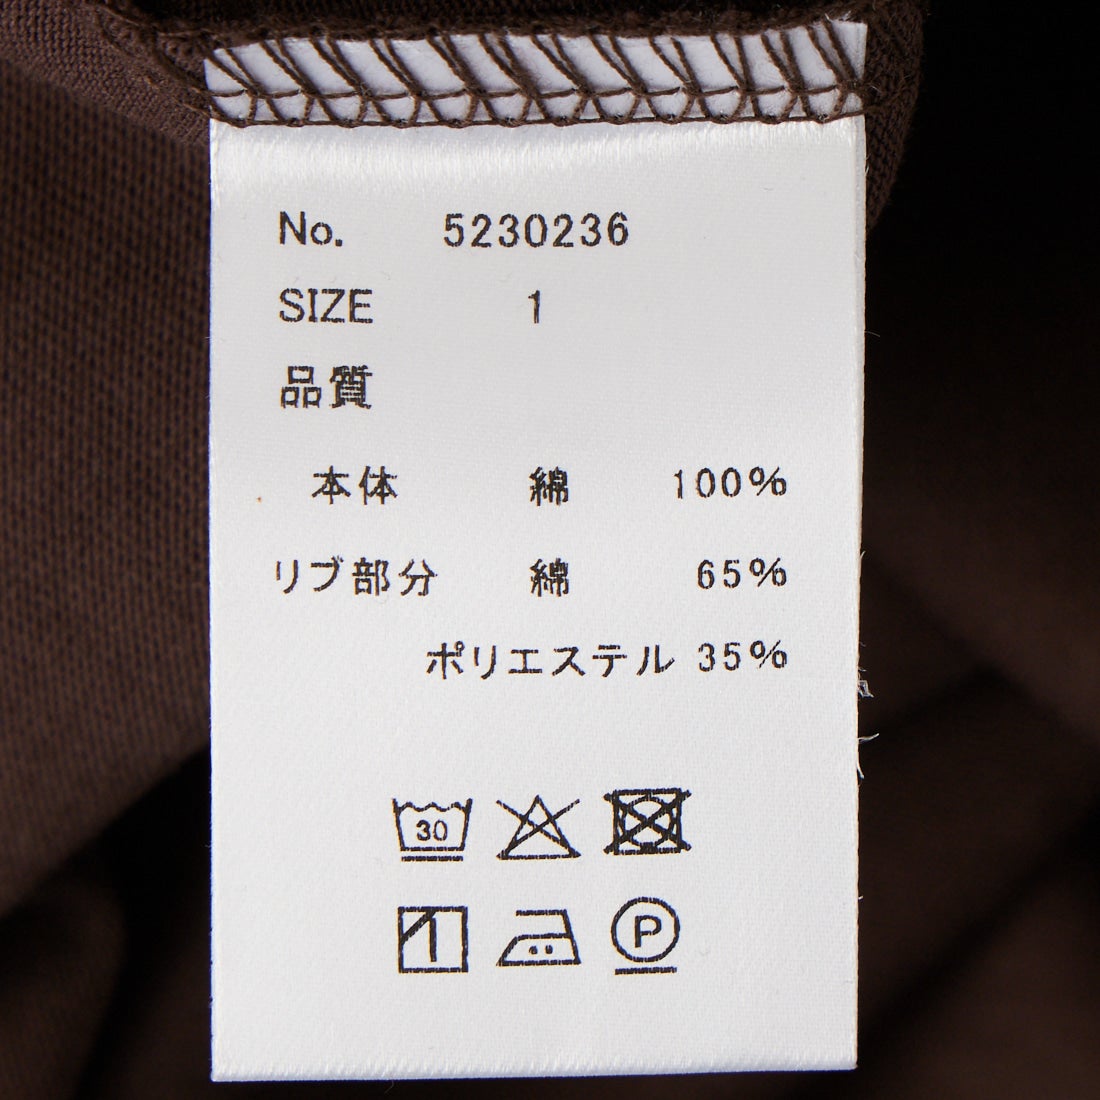 No. 5230236
SIZE 1
品質
本体 綿 100%
リブ部分 綿 65%
ポリエステル 35%
30
P